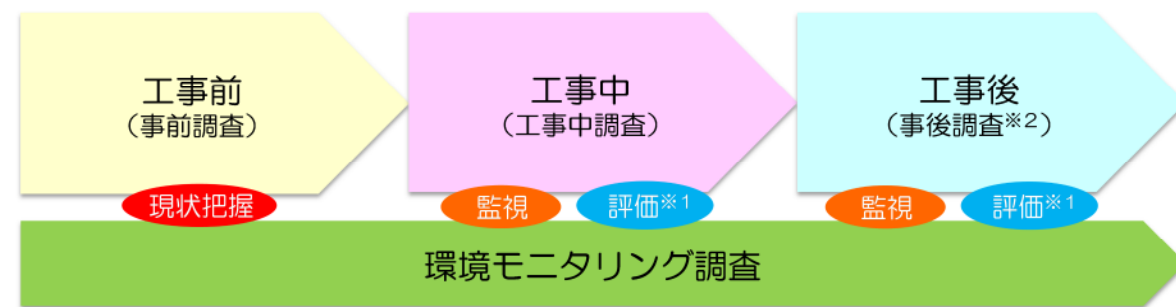 工事前
（事前調査）
工事中
（工事中調査）
工事後
（事後調査※2）
現状把握
監視
評価※1
監視
評価※1
環境モニタリング調査